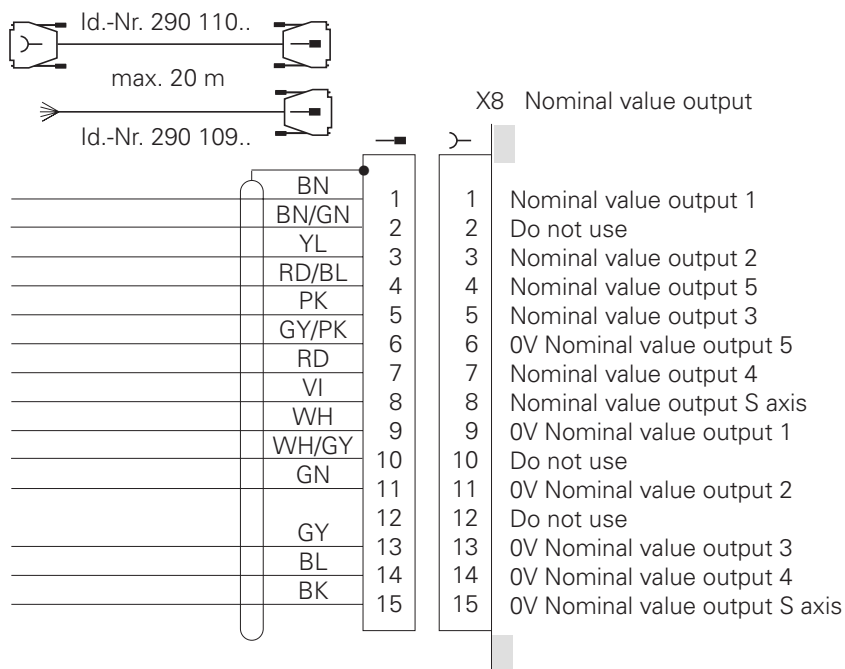 Id.-Nr. 290 110..
max. 20 m
Id.-Nr. 290 109..
X8 Nominal value output
BN 1 1 Nominal value output 1
BN/GN 2 2 Do not use
YL 3 3 Nominal value output 2
RD/BL 4 4 Nominal value output 5
PK 5 5 Nominal value output 3
GY/PK 6 6 0V Nominal value output 5
RD 7 7 Nominal value output 4
VI 8 8 Nominal value output S axis
WH 9 9 0V Nominal value output 1
WH/GY 10 10 Do not use
GN 11 11 0V Nominal value output 2
12 12 Do not use
GY 13 13 0V Nominal value output 3
BL 14 14 0V Nominal value output 4
BK 15 15 0V Nominal value output S axis